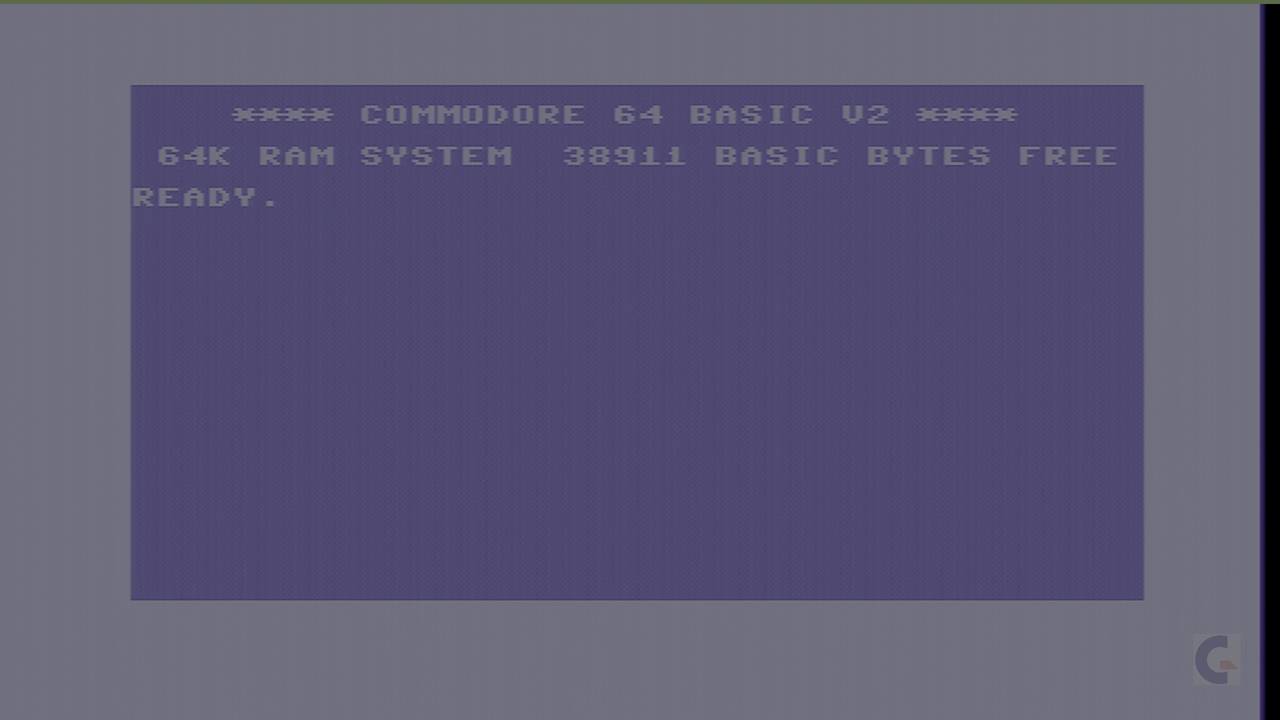 **** COMMODORE 64 BASIC V2 ****
64K RAM SYSTEM  38911 BASIC BYTES FREE
READY.